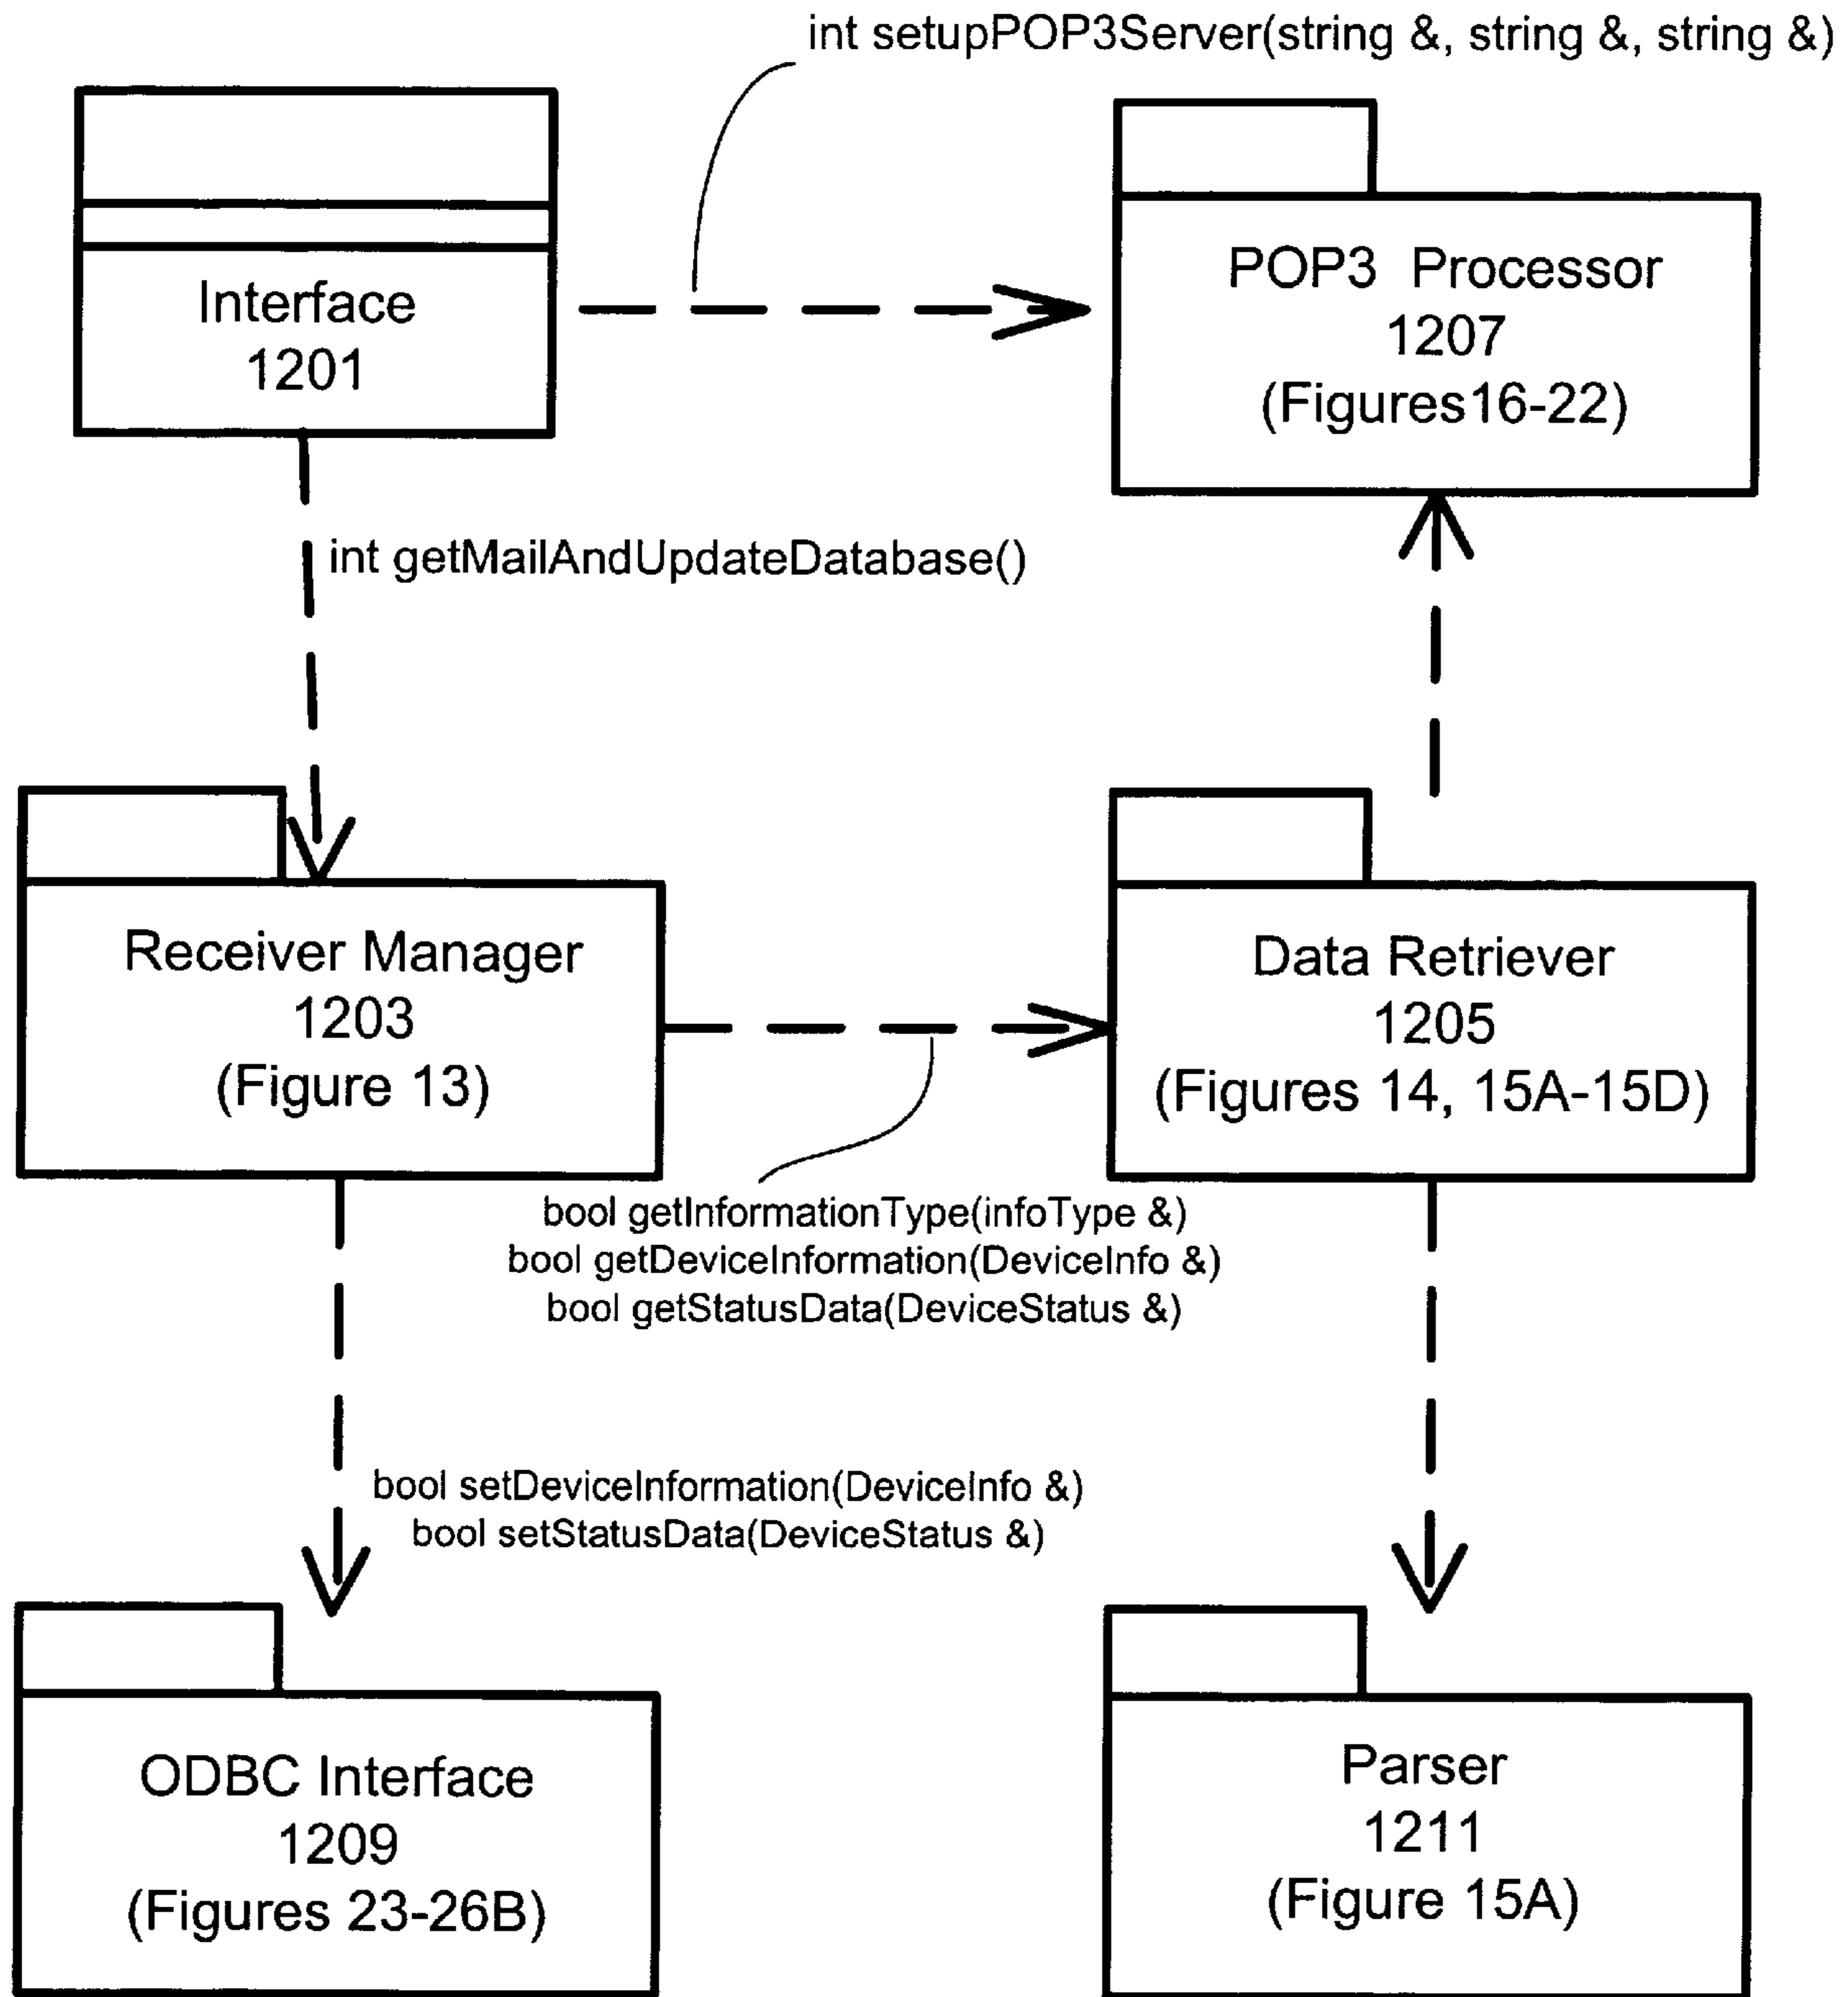 int setupPOP3Server(string &, string &, string &)
Interface
1201
POP3 Processor
1207
(Figures16-22)
int getMailAndUpdateDatabase()
Receiver Manager
1203
(Figure 13)
Data Retriever
1205
(Figures 14, 15A-15D)
bool getInformationType(infoType &)
bool getDeviceInformation(DeviceInfo &)
bool getStatusData(DeviceStatus &)
bool setDeviceInformation(DeviceInfo &)
bool setStatusData(DeviceStatus &)
ODBC Interface
1209
(Figures 23-26B)
Parser
1211
(Figure 15A)